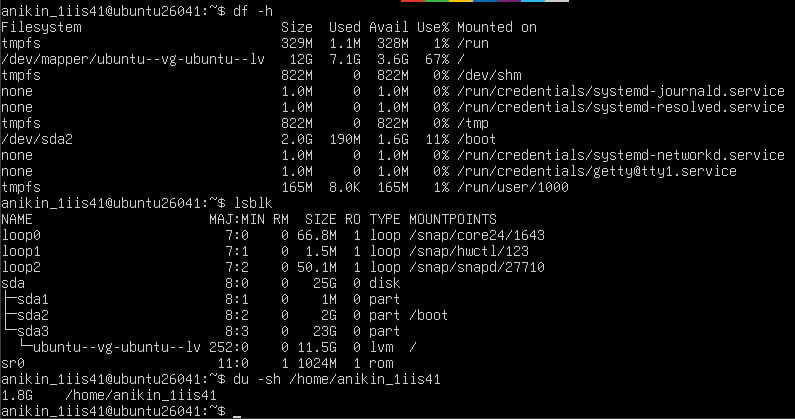 anikin_1iis41@ubuntu26041:~$ df -h
Filesystem                         Size  Used Avail Use% Mounted on
tmpfs                              329M  1.1M  328M   1% /run
/dev/mapper/ubuntu--vg-ubuntu--lv   12G  7.1G  3.6G  67% /
tmpfs                              822M     0  822M   0% /dev/shm
none                               1.0M     0  1.0M   0% /run/credentials/systemd-journald.service
none                               1.0M     0  1.0M   0% /run/credentials/systemd-resolved.service
tmpfs                              822M     0  822M   0% /tmp
/dev/sda2                          2.0G  190M  1.6G  11% /boot
none                               1.0M     0  1.0M   0% /run/credentials/systemd-networkd.service
none                               1.0M     0  1.0M   0% /run/credentials/getty@tty1.service
tmpfs                              165M  8.0K  165M   1% /run/user/1000
anikin_1iis41@ubuntu26041:~$ lsblk
NAME                      MAJ:MIN RM  SIZE RO TYPE MOUNTPOINTS
loop0                       7:0    0 66.8M  1 loop /snap/core24/1643
loop1                       7:1    0  1.5M  1 loop /snap/hwctl/123
loop2                       7:2    0 50.1M  1 loop /snap/snapd/27710
sda                         8:0    0   25G  0 disk
├─sda1                      8:1    0    1M  0 part
├─sda2                      8:2    0    2G  0 part /boot
└─sda3                      8:3    0   23G  0 part
  └─ubuntu--vg-ubuntu--lv 252:0    0 11.5G  0 lvm  /
sr0                        11:0    1 1024M  1 rom
anikin_1iis41@ubuntu26041:~$ du -sh /home/anikin_1iis41
1.8G    /home/anikin_1iis41
anikin_1iis41@ubuntu26041:~$ _